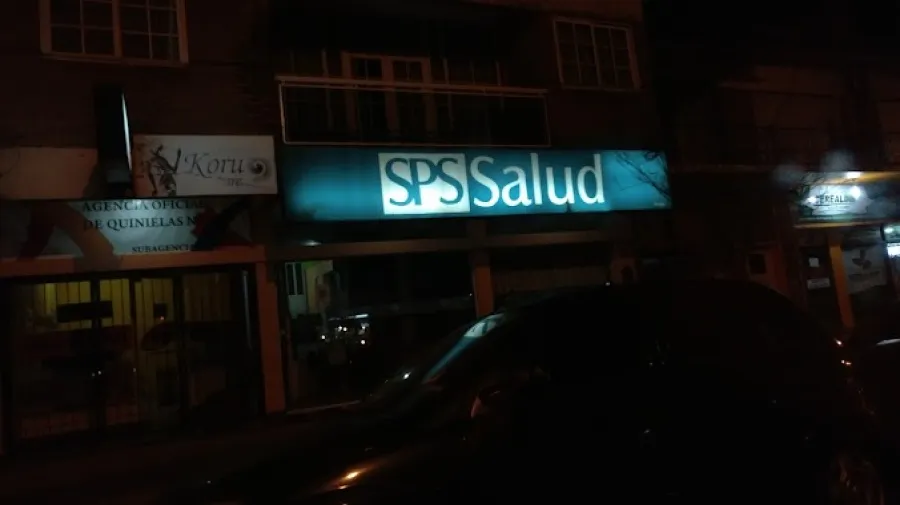 Koru
SPS Salud
AGENCIA OFICIAL
DE QUINIELAS N
SUBAGENCIA